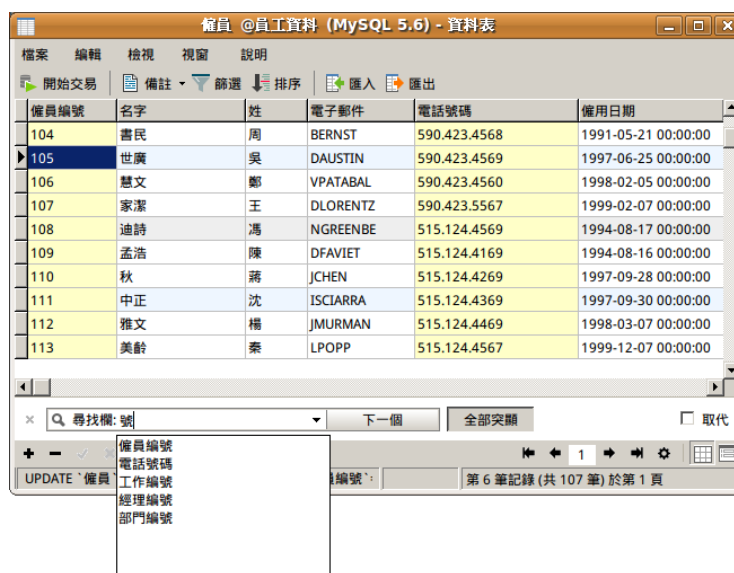 僱員 @員工資料 (MySQL 5.6) - 資料表
檔案 編輯 檢視 視窗 說明
開始交易 備註 篩選 排序 匯入 匯出
僱員編號 名字 姓 電子郵件 電話號碼 僱用日期
104 書民 周 BERNST 590.423.4568 1991-05-21 00:00:00
105 世廣 吳 DAUSTIN 590.423.4569 1997-06-25 00:00:00
106 慧文 鄭 VPATABAL 590.423.4560 1998-02-05 00:00:00
107 家潔 王 DLORENTZ 590.423.5567 1999-02-07 00:00:00
108 迪詩 馮 NGREENBE 515.124.4569 1994-08-17 00:00:00
109 孟浩 陳 DFAVIET 515.124.4169 1994-08-16 00:00:00
110 秋 蔣 JCHEN 515.124.4269 1997-09-28 00:00:00
111 中正 沈 ISCIARRA 515.124.4369 1997-09-30 00:00:00
112 雅文 楊 JMURMAN 515.124.4469 1998-03-07 00:00:00
113 美齡 秦 LPOPP 515.124.4567 1999-12-07 00:00:00
尋找欄: 號 下一個 全部突顯 取代
僱員編號
電話號碼
工作編號
經理編號
部門編號
1
UPDATE `僱員 編號`: 第 6 筆記錄 (共 107 筆) 於第 1 頁